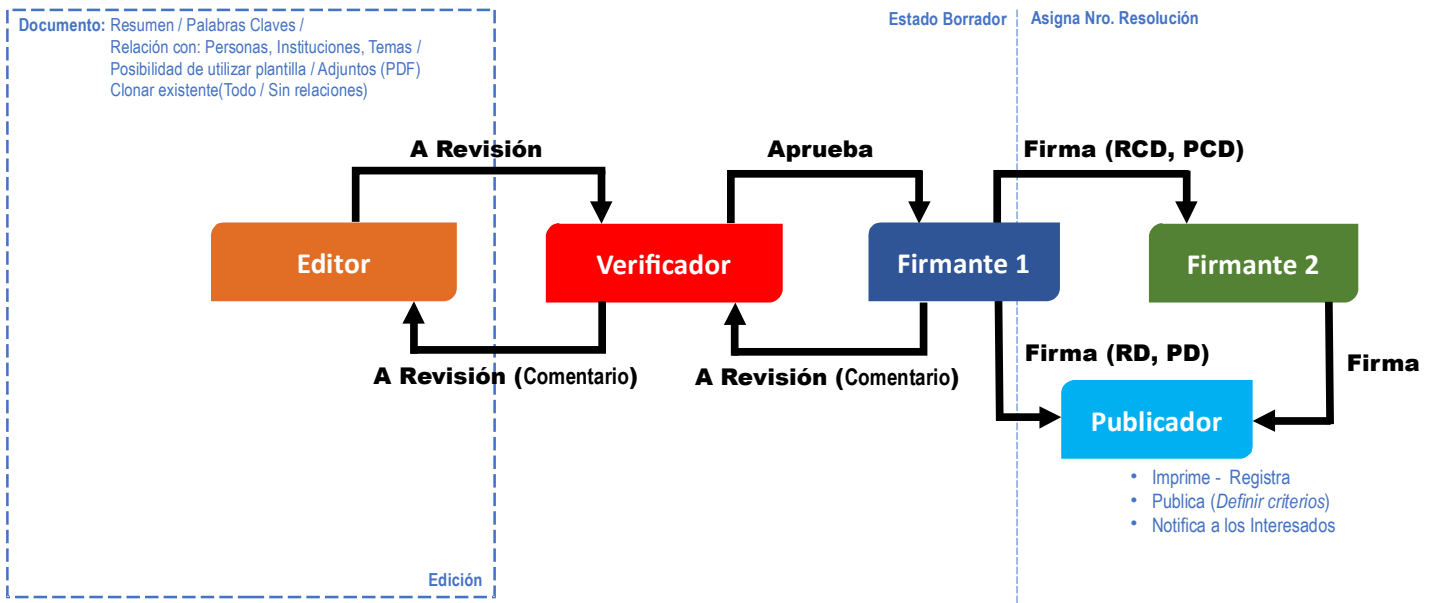 Documento: Resumen / Palabras Claves /
Relación con: Personas, Instituciones, Temas /
Posibilidad de utilizar plantilla / Adjuntos (PDF)
Clonar existente(Todo / Sin relaciones)
Estado Borrador
Asigna Nro. Resolución
A Revisión
Aprueba
Firma (RCD, PCD)
Editor
Verificador
Firmante 1
Firmante 2
A Revisión (Comentario)
A Revisión (Comentario)
Firma (RD, PD)
Firma
Publicador
• Imprime - Registra
• Publica (Definir criterios)
• Notifica a los Interesados
Edición